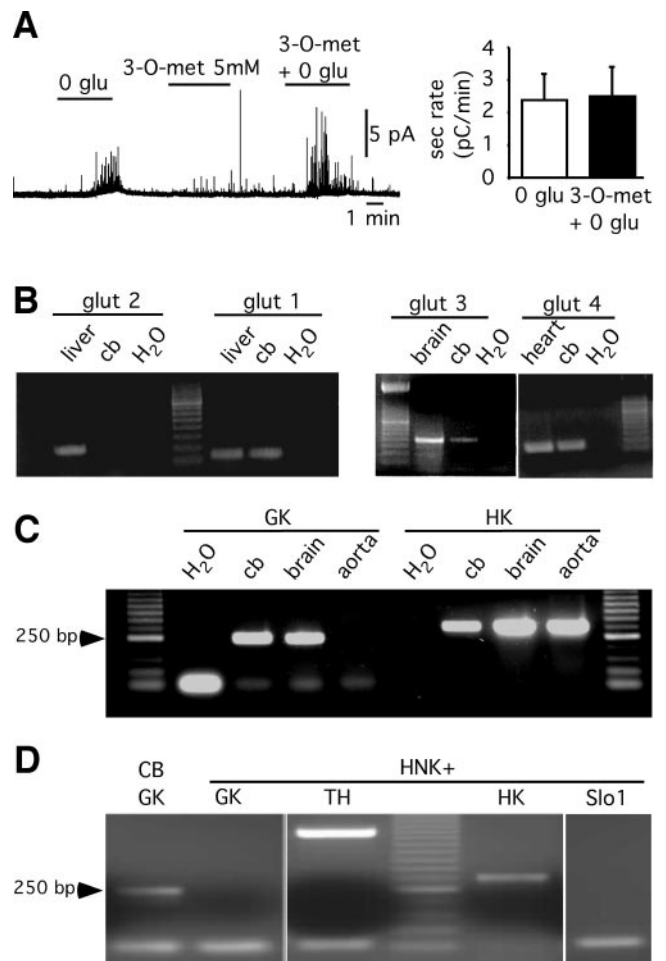 A
0 glu
3-O-met 5mM
3-O-met
+ 0 glu
5 pA
1 min
sec rate
(pC/min)
4
3
2
1
0
0 glu
3-O-met
+ 0 glu
B
glut 2
glut 1
glut 3
glut 4
liver
cb
H2O
liver
cb
H2O
brain
cb
H2O
heart
cb
H2O
C
GK
HK
H2O
cb
brain
aorta
H2O
cb
brain
aorta
250 bp
D
CB
GK
HNK+
GK
TH
HK
Slo1
250 bp